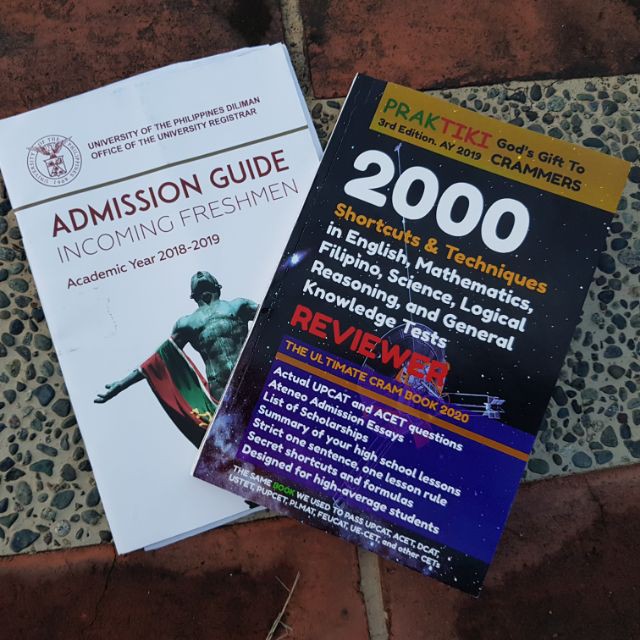 UNIVERSITY OF THE PHILIPPINES DILIMAN
OFFICE OF THE UNIVERSITY REGISTRAR
ADMISSION GUIDE
INCOMING FRESHMEN
Academic Year 2018-2019
PRAKTIKI God's Gift To
3rd Edition. AY 2019 CRAMMERS
2000
Shortcuts & Techniques
in English, Mathematics,
Filipino, Science, Logical
Reasoning, and General
Knowledge Tests
REVIEWER
THE ULTIMATE CRAM BOOK 2020
Actual UPCAT and ACET questions
Ateneo Admission Essays
List of Scholarships
Summary of your high school lessons
Strict one sentence, one lesson rule
Secret shortcuts and formulas
Designed for high/average students
THE SAME BOOK WE USED TO PASS UPCAT, ACET, DCAT,
USTET, PUPCET, PLMAT, FEUCAT, UE-CET, and other CETs